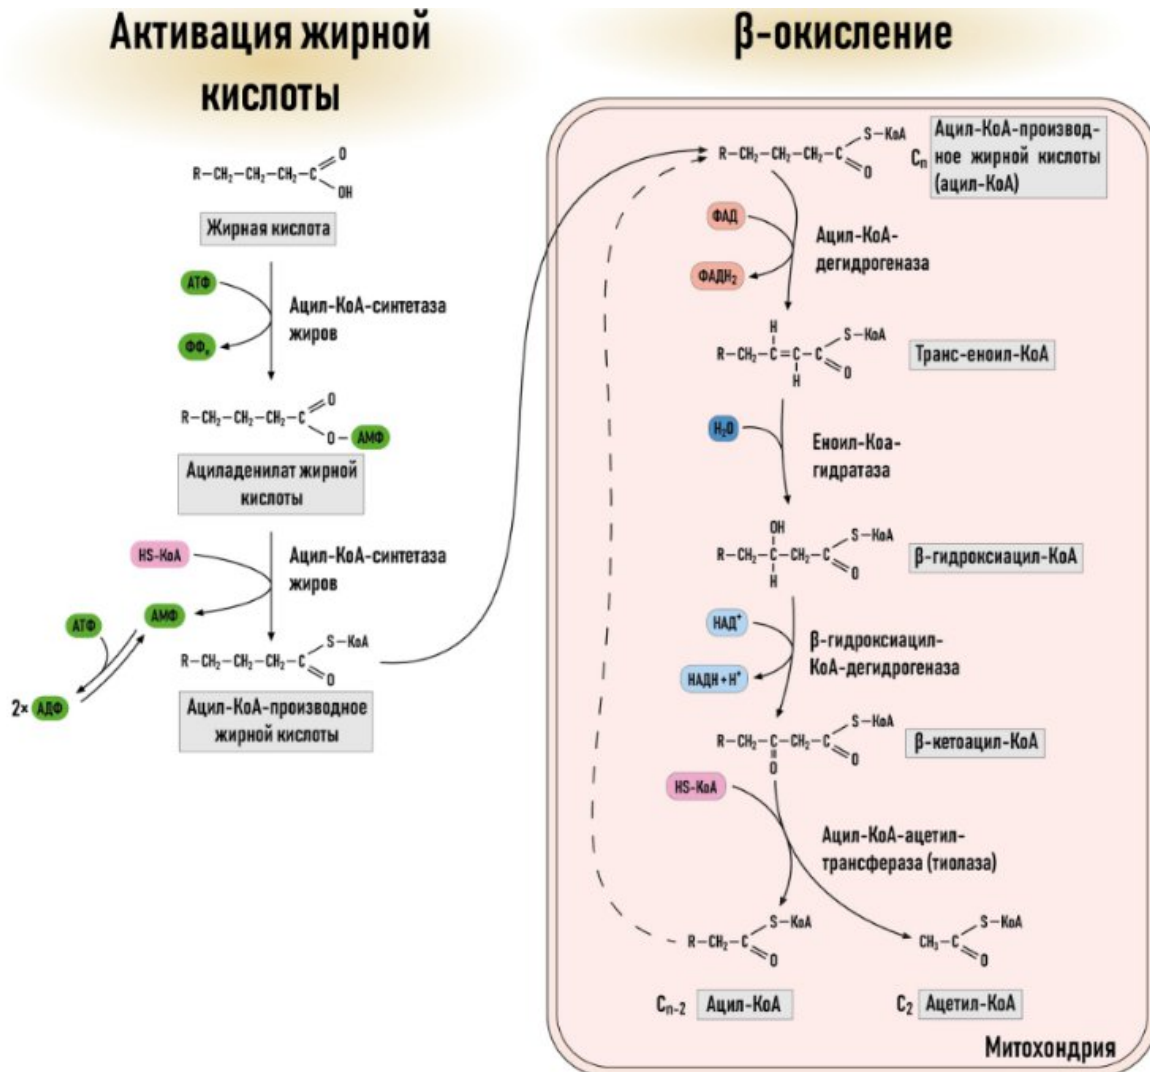 Активация жирной
кислоты
R–CH₂–CH₂–CH₂–C
O
OH
Жирная кислота
АТФ
ФФₙ
Ацил-КоА-синтетаза
жиров
R–CH₂–CH₂–CH₂–C
O
O–АМФ
Ациladенилат жирной
кислоты
HS-КоА
АМФ
Ацил-КоА-синтетаза
жиров
АТФ
2× АДФ
R–CH₂–CH₂–CH₂–C
S–КоА
O
Ацил-КоА-производное
жирной кислоты
β-окисление
R–CH₂–CH₂–CH₂–C
S–КоА
O
Cn
Ацил-КоА-производ-
ное жирной кислоты
(ацил-КоА)
ФАД
ФАДН₂
Ацил-КоА-
дегидрогеназа
H
R–CH₂–C=C–C
H
S–КоА
O
Транс-еноил-КоА
H₂O
Еноил-Коа-
гидратаза
OH
R–CH₂–C–CH₂–C
H
S–КоА
O
β-гидроксиацил-КоА
НАД⁺
НАДН + Н⁺
β-гидроксиацил-
КоА-дегидрогеназа
R–CH₂–C–CH₂–C
O
S–КоА
O
β-кетоацил-КоА
HS-КоА
Ацил-КоА-ацетил-
трансфераза (тиолаза)
R–CH₂–C
S–КоА
O
CH₃–C
S–КоА
O
Cn-2 Ацил-КоА
C₂ Ацетил-КоА
Митохондрия